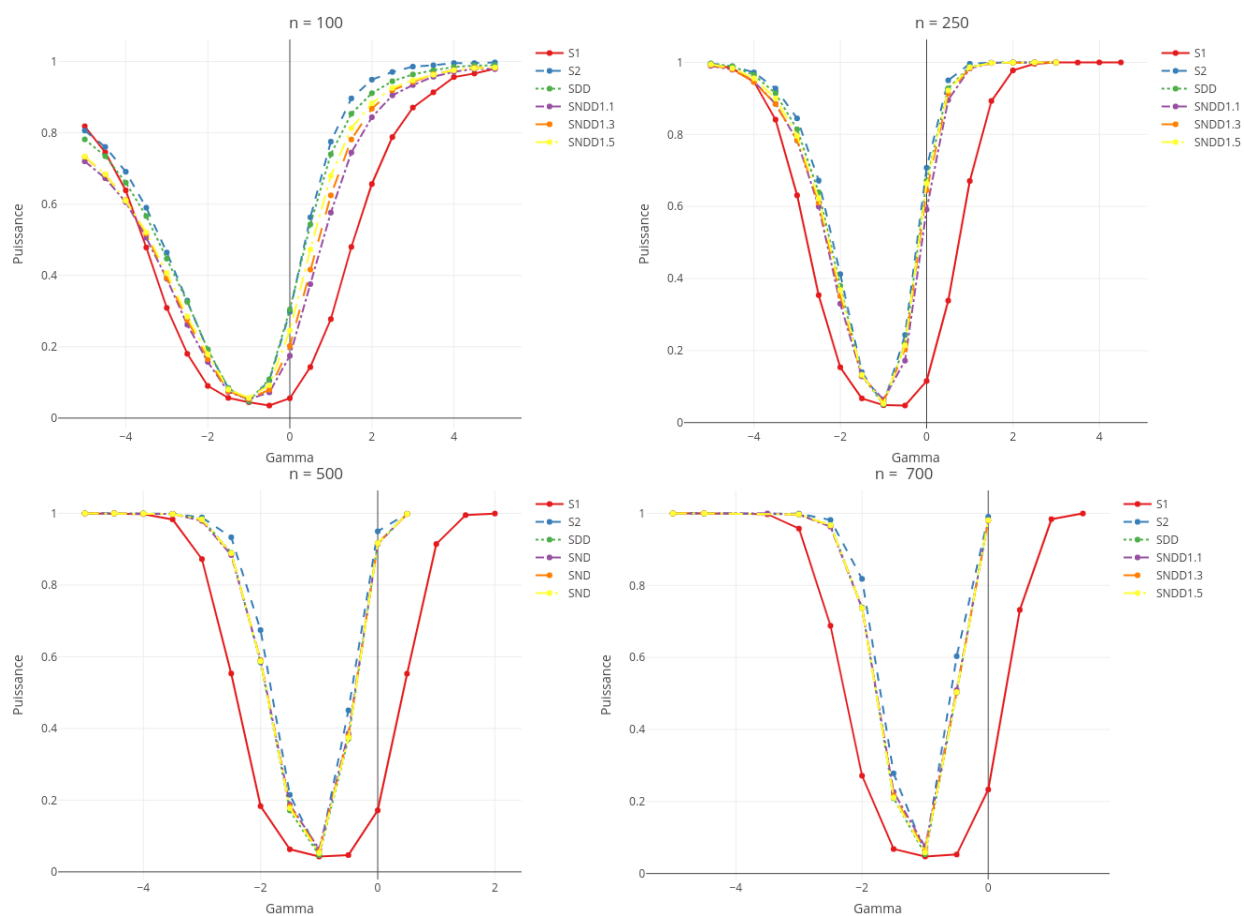 n = 100
1
0.8
0.6
0.4
0.2
0
Puissance
−4
−2
0
2
4
Gamma
S1
S2
SDD
SNDD1.1
SNDD1.3
SNDD1.5
n = 250
1
0.8
0.6
0.4
0.2
0
Puissance
−4
−2
0
2
4
Gamma
S1
S2
SDD
SNDD1.1
SNDD1.3
SNDD1.5
n = 500
1
0.8
0.6
0.4
0.2
0
Puissance
−4
−2
0
2
Gamma
S1
S2
SDD
SND
SND
SND
n = 700
1
0.8
0.6
0.4
0.2
0
Puissance
−4
−2
0
Gamma
S1
S2
SDD
SNDD1.1
SNDD1.3
SNDD1.5